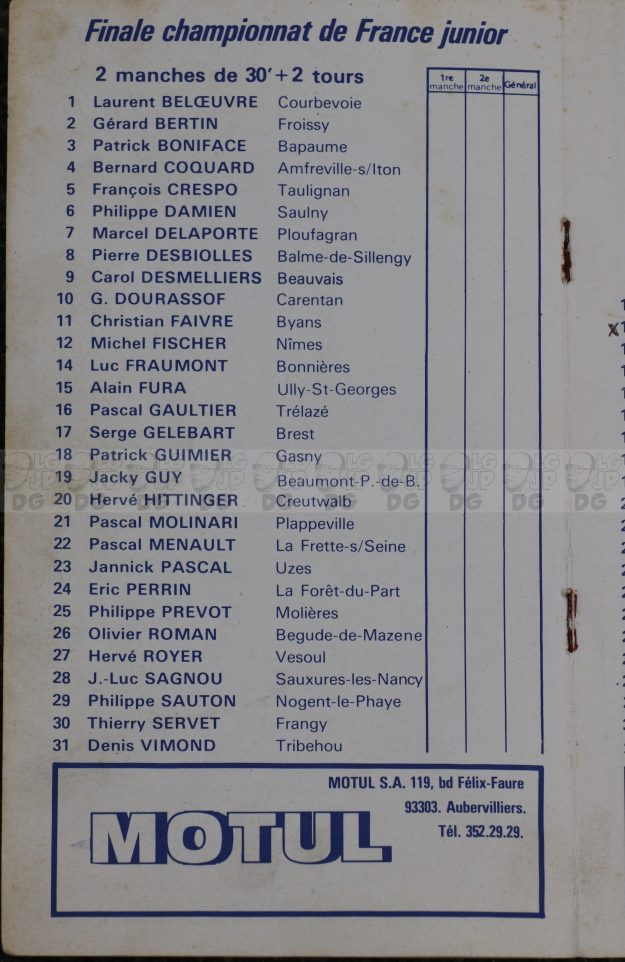 Finale championnat de France junior
2 manches de 30'+2 tours
1re manche 2e manche Général
1 Laurent BELŒUVRE Courbevoie
2 Gérard BERTIN Froissy
3 Patrick BONIFACE Bapaume
4 Bernard COQUARD Amfreville-s/Iton
5 François CRESPO Taulignan
6 Philippe DAMIEN Saulny
7 Marcel DELAPORTE Ploufagran
8 Pierre DESBIOLLES Balme-de-Sillengy
9 Carol DESMELLIERS Beauvais
10 G. DOURASSOF Carentan
11 Christian FAIVRE Byans
12 Michel FISCHER Nîmes
14 Luc FRAUMONT Bonnières
15 Alain FURA Ully-St-Georges
16 Pascal GAULTIER Trélazé
17 Serge GELEBART Brest
18 Patrick GUIMIER Gasny
19 Jacky GUY Beaumont-P.-de-B.
20 Hervé HITTINGER Creutwalb
21 Pascal MOLINARI Plappeville
22 Pascal MENAULT La Frette-s/Seine
23 Jannick PASCAL Uzes
24 Eric PERRIN La Forêt-du-Part
25 Philippe PREVOT Molières
26 Olivier ROMAN Begude-de-Mazene
27 Hervé ROYER Vesoul
28 J.-Luc SAGNOU Sauxures-les-Nancy
29 Philippe SAUTON Nogent-le-Phaye
30 Thierry SERVET Frangy
31 Denis VIMOND Tribehou
MOTUL S.A. 119, bd Félix-Faure
93303. Aubervilliers.
Tél. 352.29.29.
MOTUL